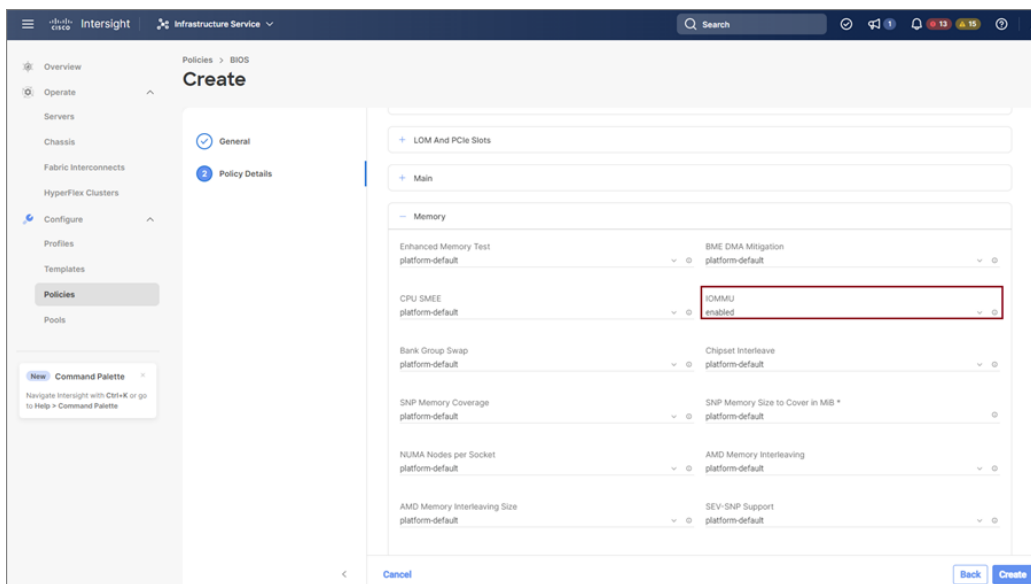 cisco Intersight
Infrastructure Service
Search
1
13
15
Overview
Operate
Servers
Chassis
Fabric Interconnects
HyperFlex Clusters
Configure
Profiles
Templates
Policies
Pools
New Command Palette
Navigate Intersight with Ctrl+K or go
to Help > Command Palette
Policies > BIOS
Create
General
2 Policy Details
+ LOM And PCIe Slots
+ Main
− Memory
Enhanced Memory Test
platform-default
BME DMA Mitigation
platform-default
CPU SMEE
platform-default
IOMMU
enabled
Bank Group Swap
platform-default
Chipset Interleave
platform-default
SNP Memory Coverage
platform-default
SNP Memory Size to Cover in MiB *
platform-default
NUMA Nodes per Socket
platform-default
AMD Memory Interleaving
platform-default
AMD Memory Interleaving Size
platform-default
SEV-SNP Support
platform-default
Cancel
Back
Create